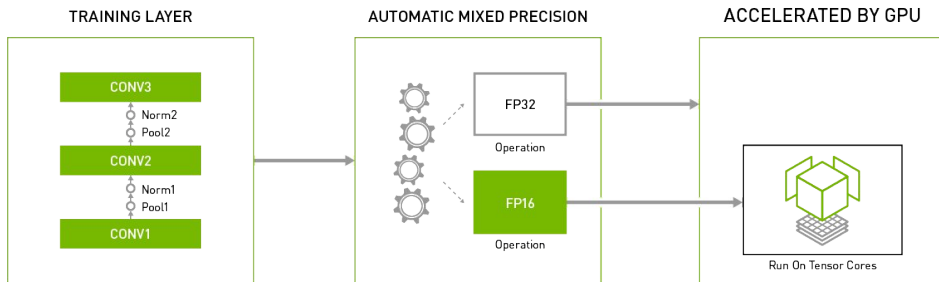 TRAINING LAYER
AUTOMATIC MIXED PRECISION
ACCELERATED BY GPU
CONV3
Norm2
Pool2
CONV2
Norm1
Pool1
CONV1
FP32
Operation
FP16
Operation
Run On Tensor Cores